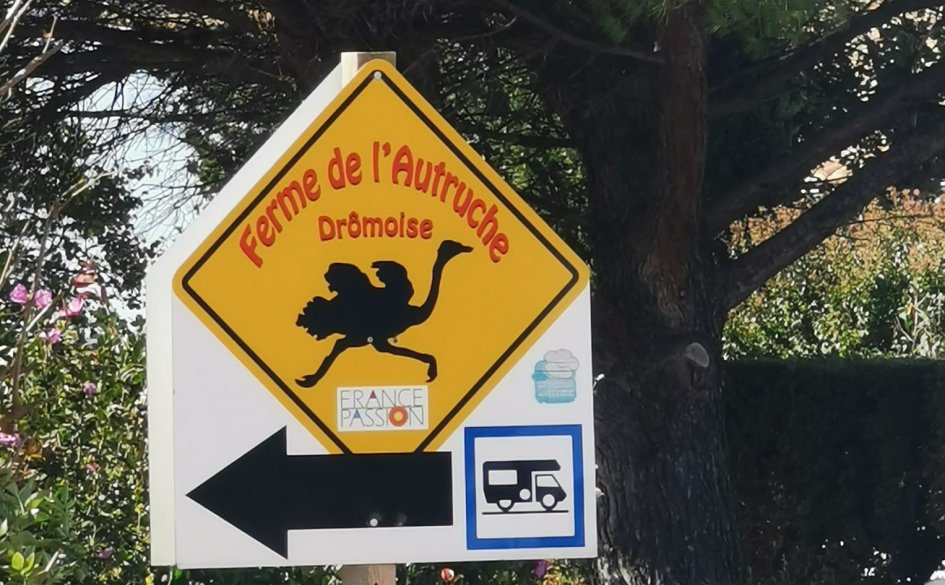 Ferme de l'Autruche
Drômoise
FRANCE
PASSION